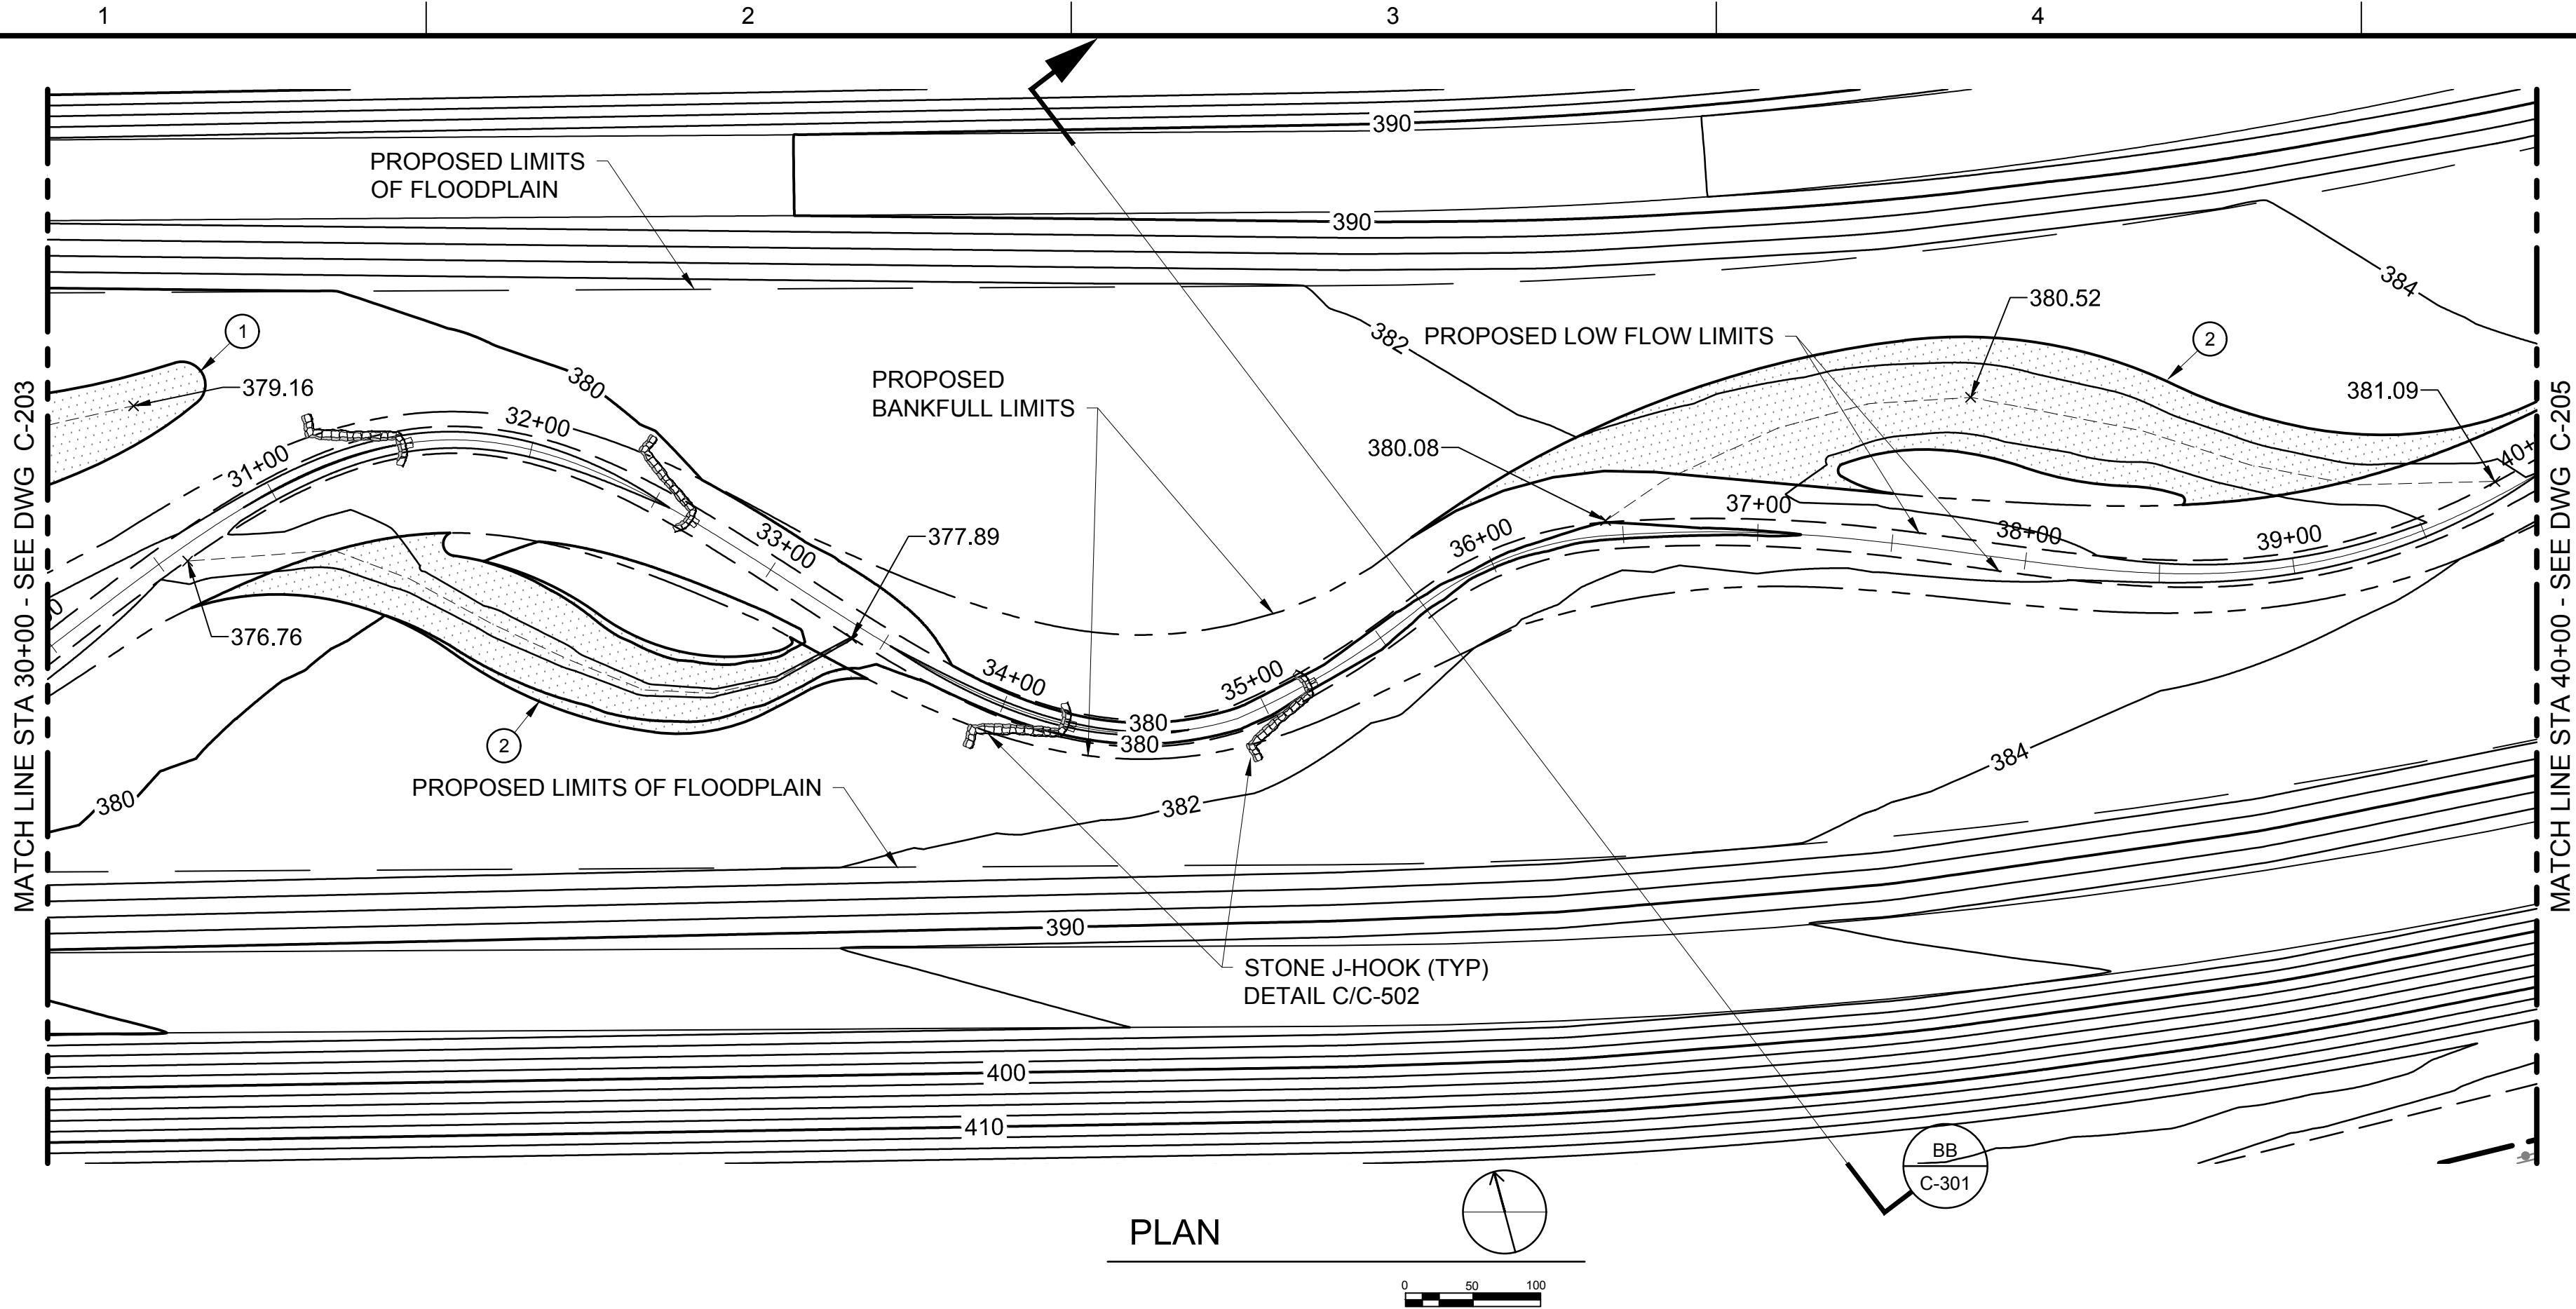 1
2
3
4
390
PROPOSED LIMITS
OF FLOODPLAIN
390
384
380.52
1
382
PROPOSED LOW FLOW LIMITS
2
379.16
380
PROPOSED
BANKFULL LIMITS
381.09
32+00
31+00
380.08
40+
37+00
36+00
38+00
39+00
33+00
377.89
376.76
34+00
35+00
380
380
2
384
PROPOSED LIMITS OF FLOODPLAIN
380
382
390
STONE J-HOOK (TYP)
DETAIL C/C-502
400
410
MATCH LINE STA 30+00 - SEE DWG C-203
MATCH LINE STA 40+00 - SEE DWG C-205
BB
C-301
PLAN
0 50 100